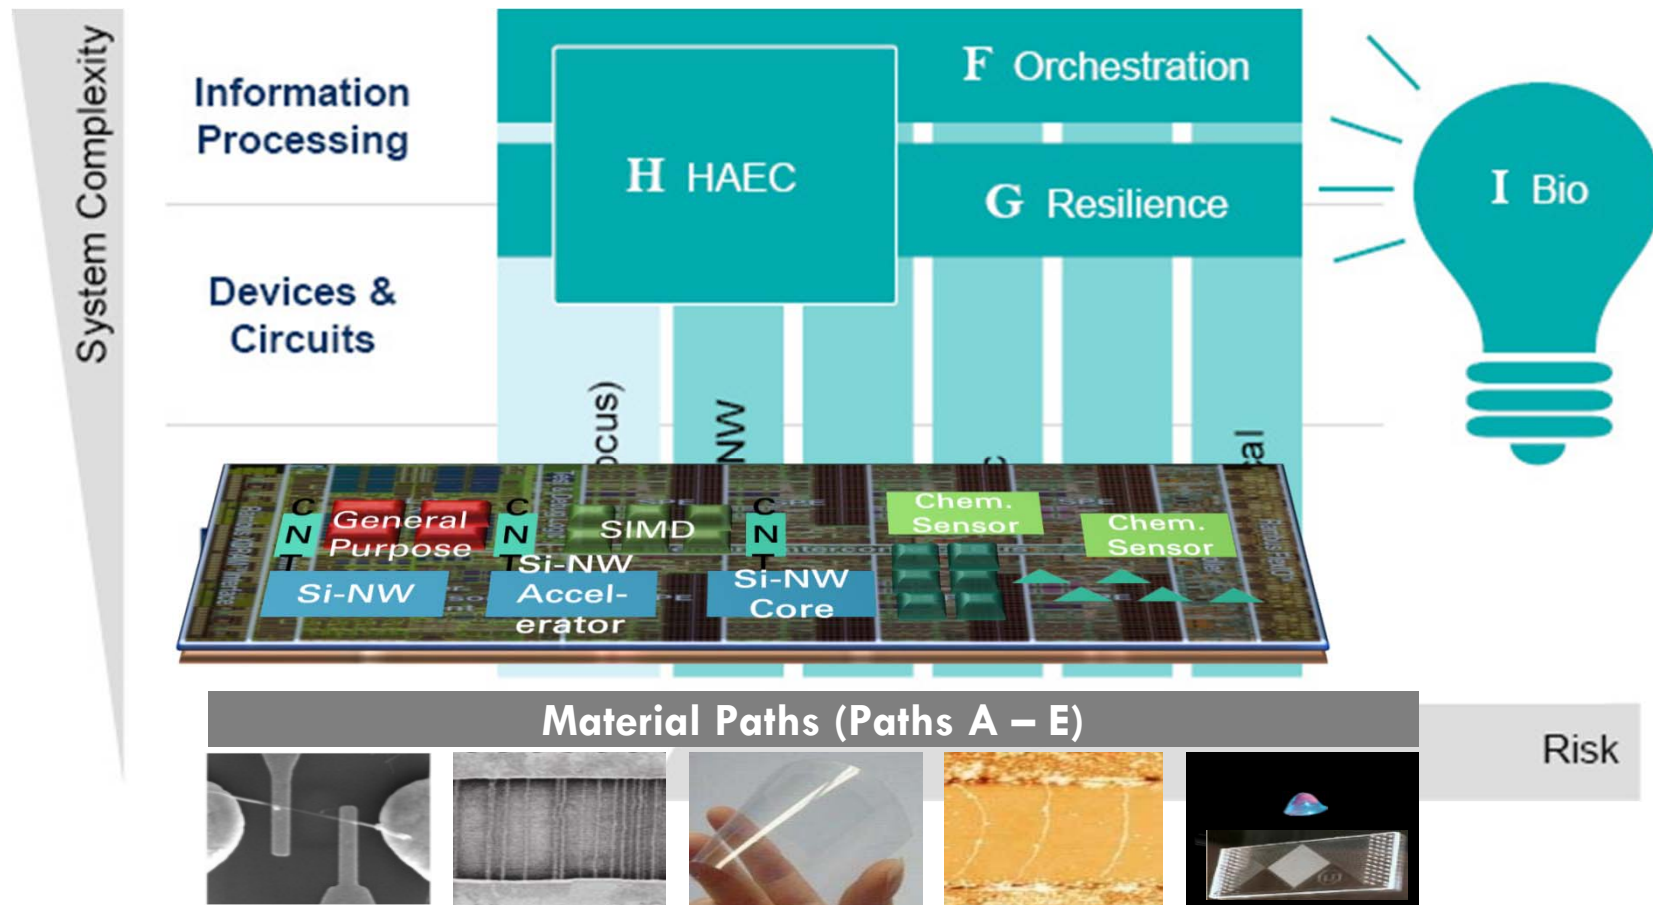 System Complexity
Information
Processing
Devices &
Circuits
F Orchestration
H HAEC
G Resilience
I Bio
ocus)
NW
C
N
T
General
Purpose
C
N
T
SIMD
C
N
T
Chem.
Sensor
Chem.
Sensor
Si-NW
Si-NW
Accel-
erator
Si-NW
Core
Material Paths (Paths A – E)
Risk